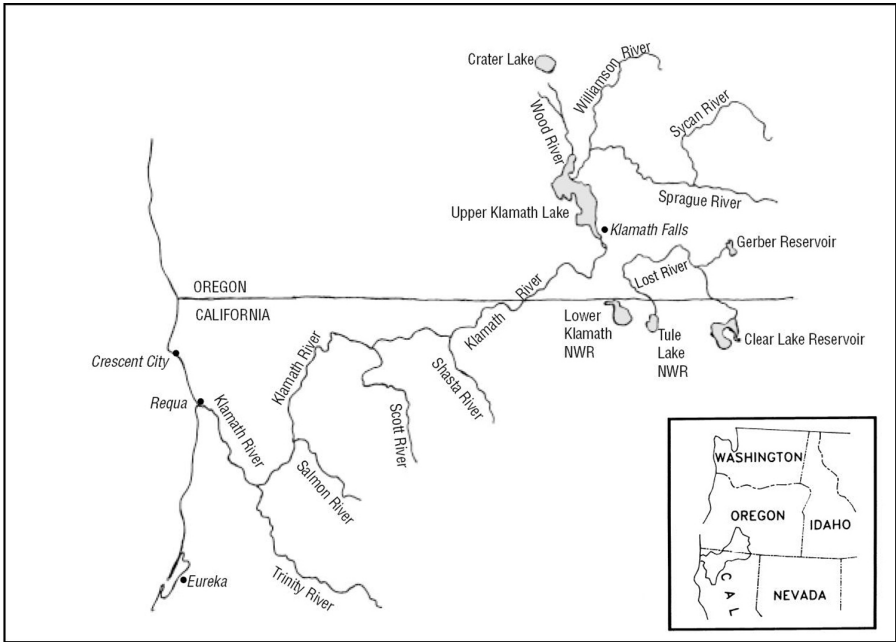 Crater Lake
Williamson River
Wood River
Sycan River
Sprague River
Upper Klamath Lake
Klamath Falls
Gerber Reservoir
Lost River
OREGON
CALIFORNIA
Klamath River
Lower
Klamath
NWR
Tule
Lake
NWR
Clear Lake Reservoir
Crescent City
Klamath River
Shasta River
Requa
Klamath River
Scott River
Salmon River
Eureka
Trinity River
WASHINGTON
OREGON
IDAHO
CAL
NEVADA